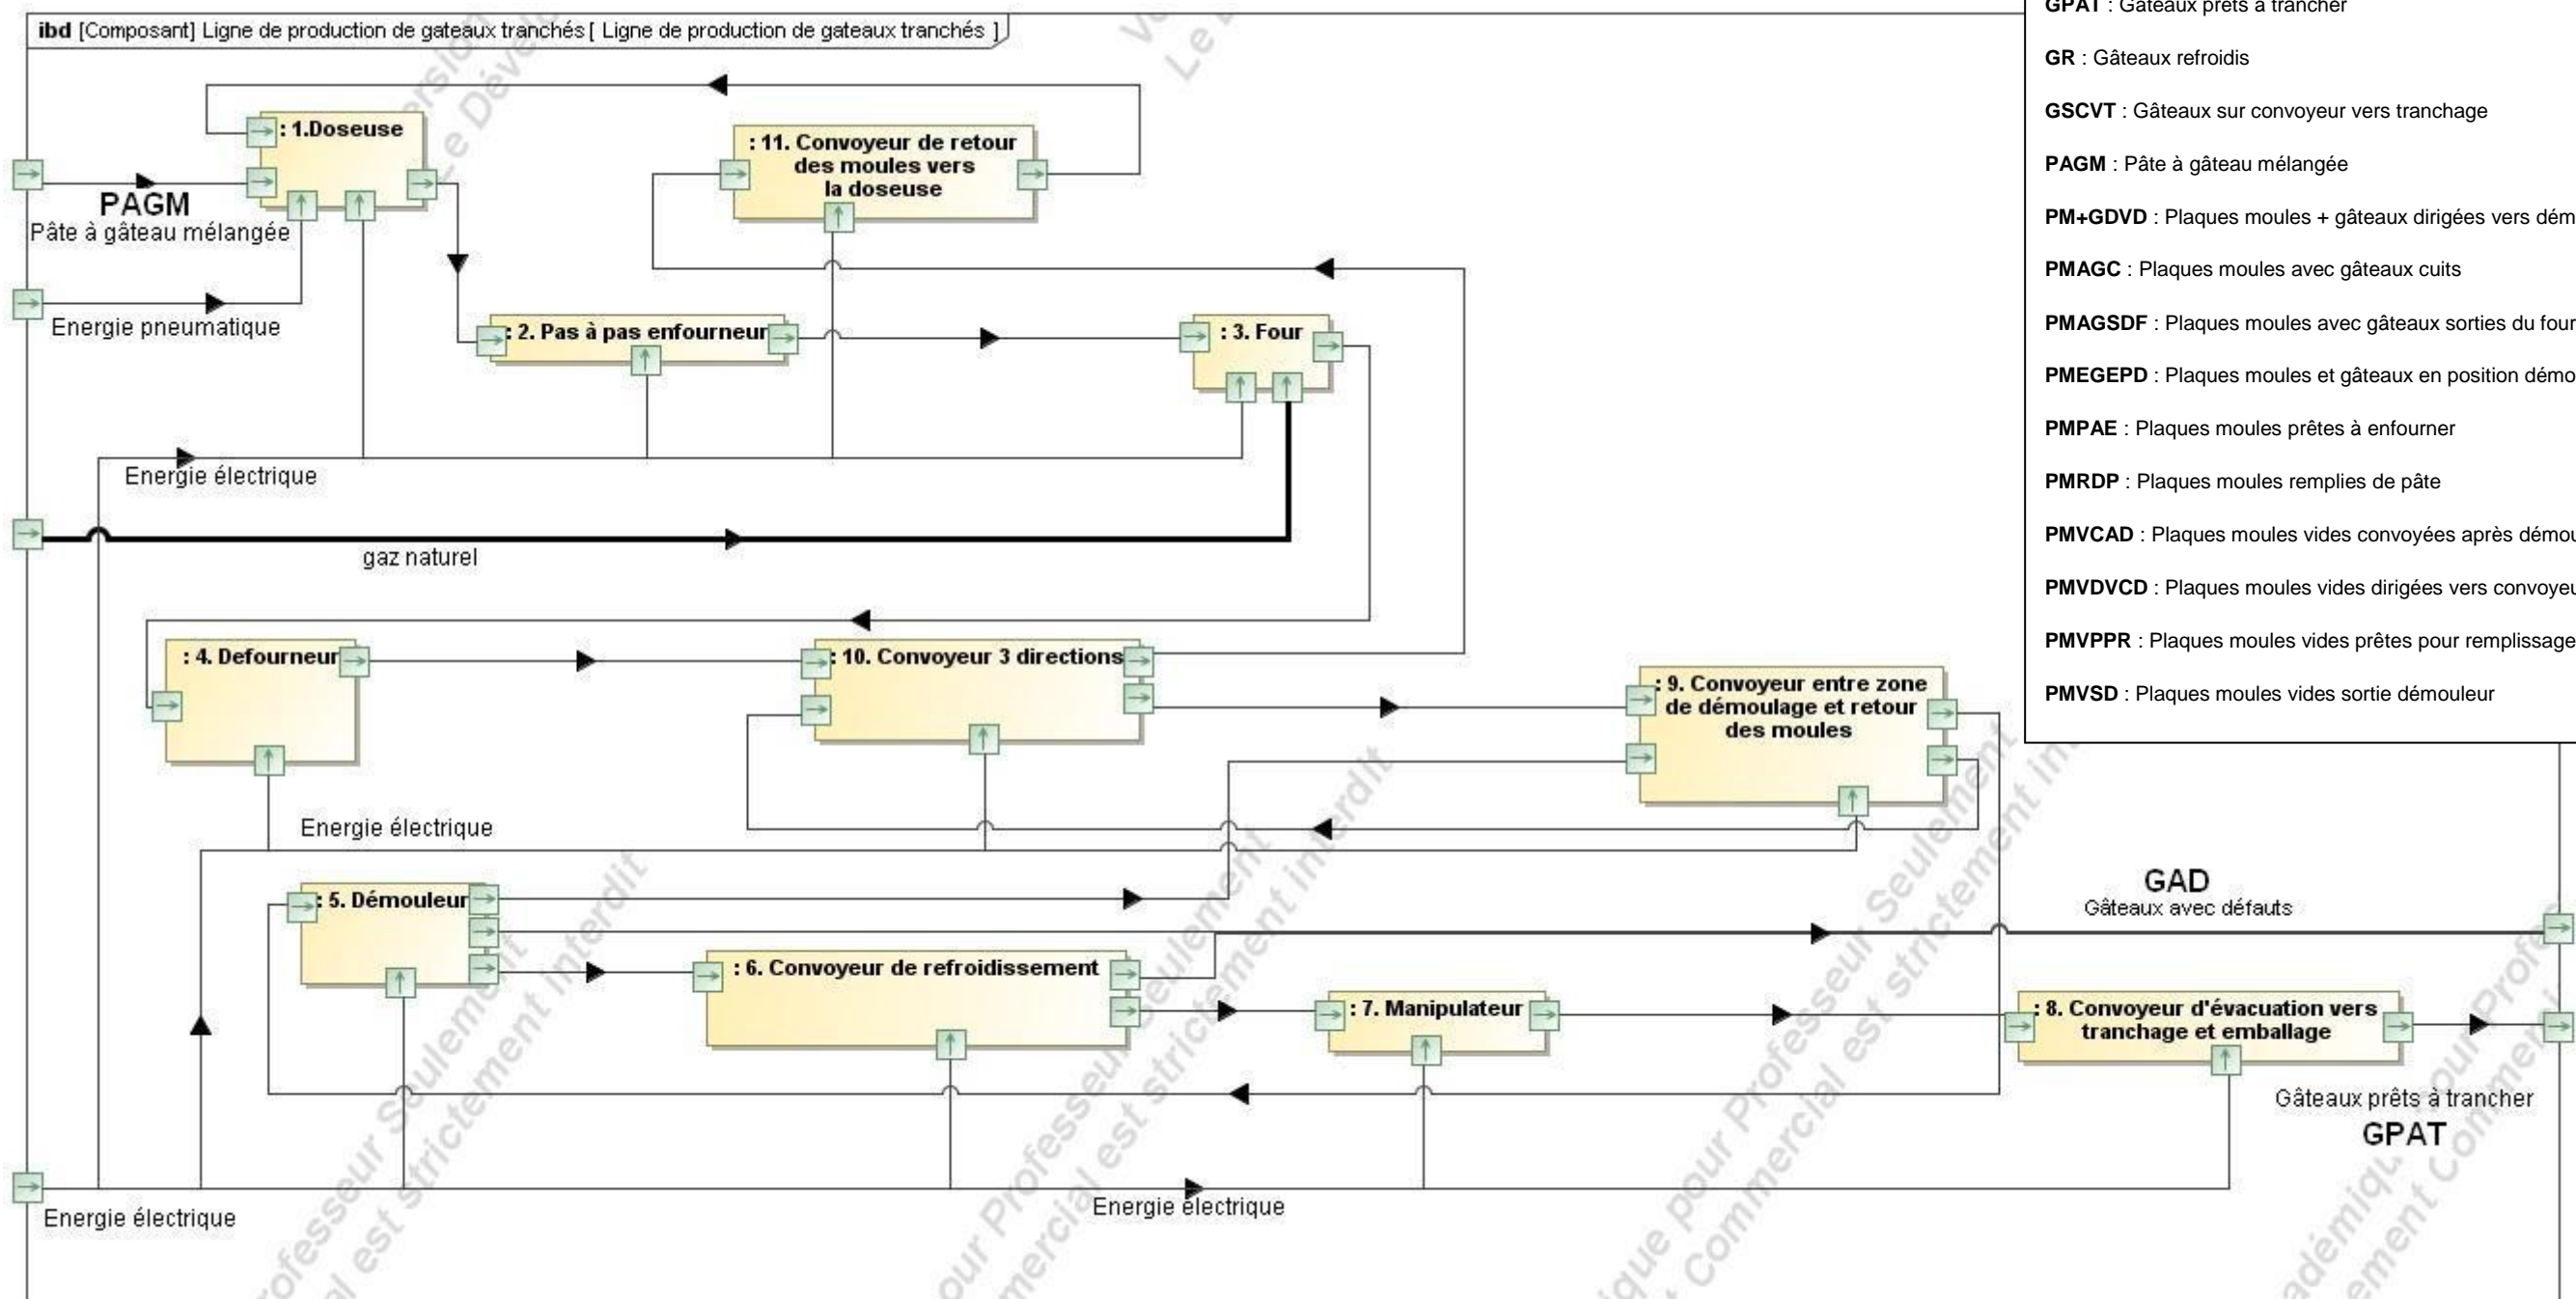 ibd [Composant] Ligne de production de gateaux tranchés [ Ligne de production de gateaux tranchés ]
: 1.Doseuse
PAGM
Pâte à gâteau mélangée
Energie pneumatique
: 11. Convoyeur de retour
des moules vers
la doseuse
: 2. Pas à pas enfourneur
: 3. Four
Energie électrique
gaz naturel
: 4. Defourneur
: 10. Convoyeur 3 directions
: 9. Convoyeur entre zone
de démoulage et retour
des moules
Energie électrique
: 5. Démouleur
: 6. Convoyeur de refroidissement
: 7. Manipulateur
: 8. Convoyeur d'évacuation vers
tranchage et emballage
GAD
Gâteaux avec défauts
Gâteaux prêts à trancher
GPAT
Energie électrique
Energie électrique
GPAT : Gâteaux prêts à trancher
GR : Gâteaux refroidis
GSCVT : Gâteaux sur convoyeur vers tranchage
PAGM : Pâte à gâteau mélangée
PM+GDVD : Plaques moules + gâteaux dirigées vers dém
PMAGC : Plaques moules avec gâteaux cuits
PMAGSDF : Plaques moules avec gâteaux sorties du four
PMEGEPD : Plaques moules et gâteaux en position démo
PMPAE : Plaques moules prêtes à enfourner
PMRDP : Plaques moules remplies de pâte
PMVCAD : Plaques moules vides convoyées après démou
PMVDVCD : Plaques moules vides dirigées vers convoyeu
PMVPPR : Plaques moules vides prêtes pour remplissage
PMVSD : Plaques moules vides sortie démouleur